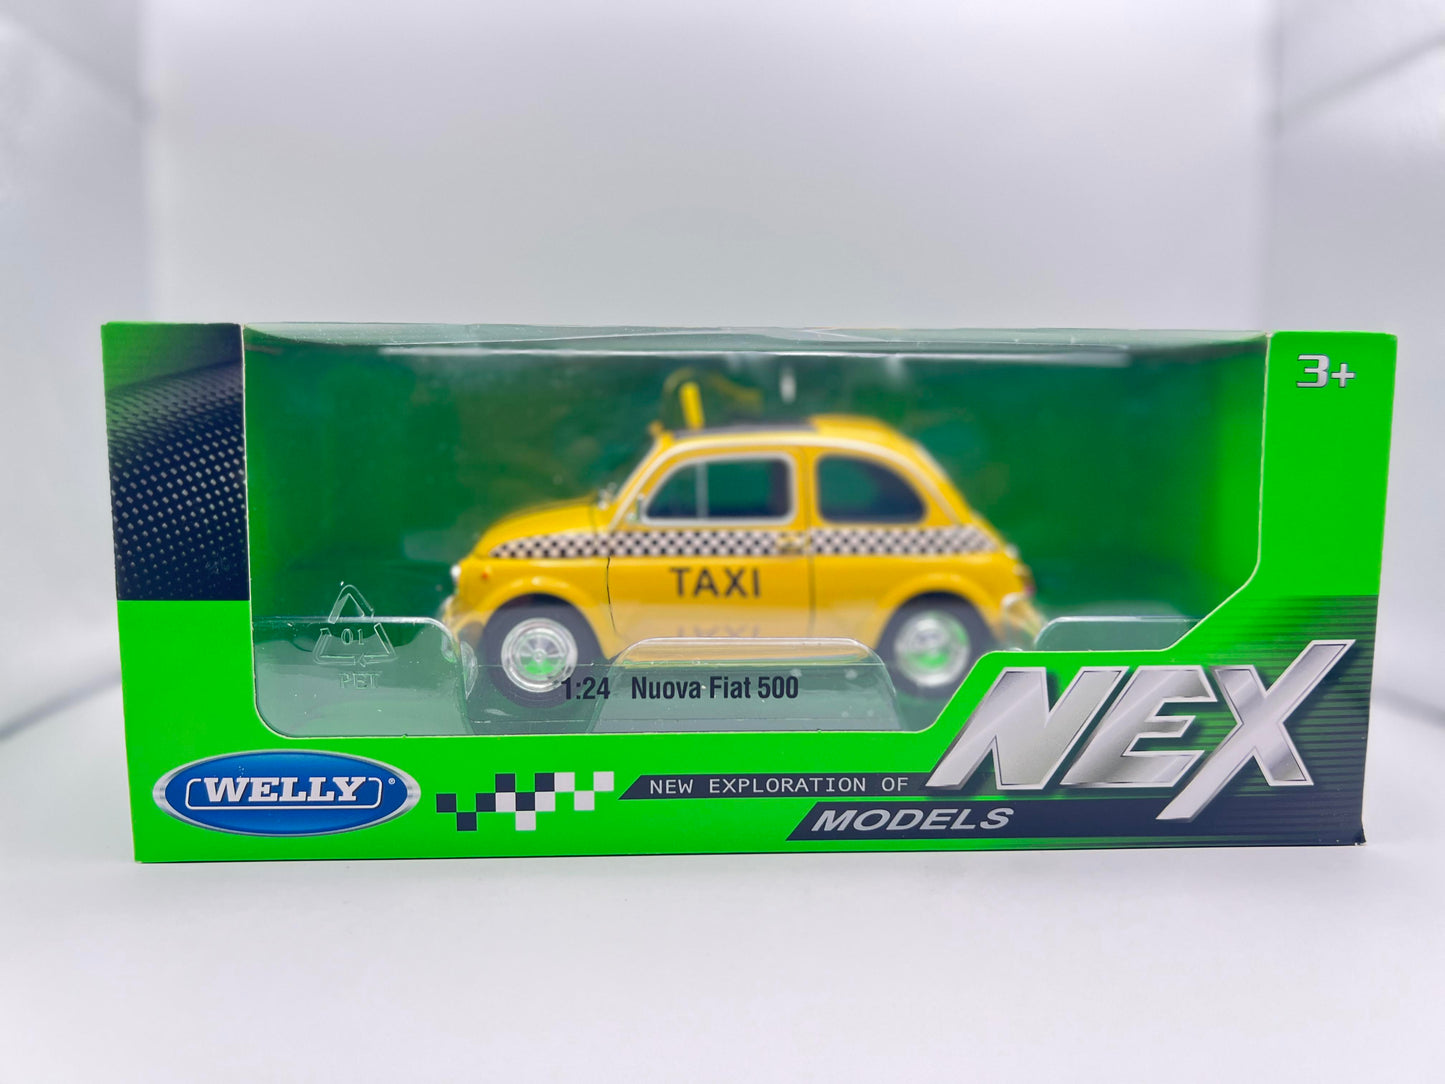 3+
TAXI
01
PET
1:24 Nuova Fiat 500
WELLY®
NEW EXPLORATION OF NEX
MODELS